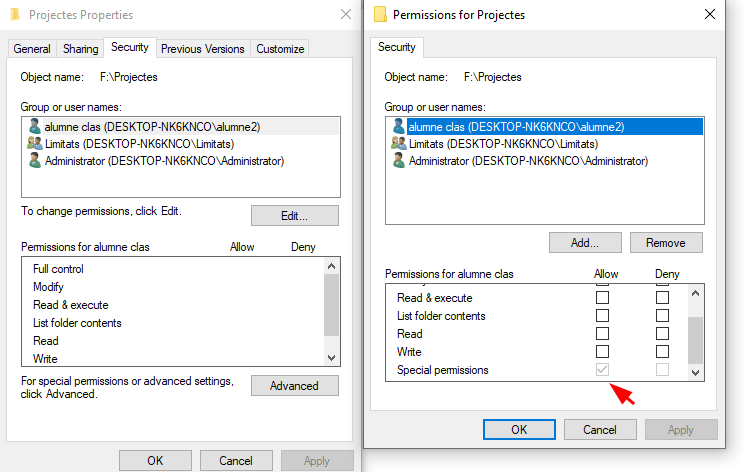 Projectes Properties
General
Sharing
Security
Previous Versions
Customize
Object name: F:\Projectes
Group or user names:
alumne clas (DESKTOP-NK6KNCO\alumne2)
Limitats (DESKTOP-NK6KNCO\Limitats)
Administrator (DESKTOP-NK6KNCO\Administrator)
To change permissions, click Edit.
Edit...
Permissions for alumne clas Allow Deny
Full control
Modify
Read & execute
List folder contents
Read
Write
For special permissions or advanced settings,
click Advanced.
Advanced
OK
Cancel
Apply
Permissions for Projectes
Security
Object name: F:\Projectes
Group or user names:
alumne clas (DESKTOP-NK6KNCO\alumne2)
Limitats (DESKTOP-NK6KNCO\Limitats)
Administrator (DESKTOP-NK6KNCO\Administrator)
Add...
Remove
Permissions for alumne clas Allow Deny
Read & execute
List folder contents
Read
Write
Special permissions
OK
Cancel
Apply